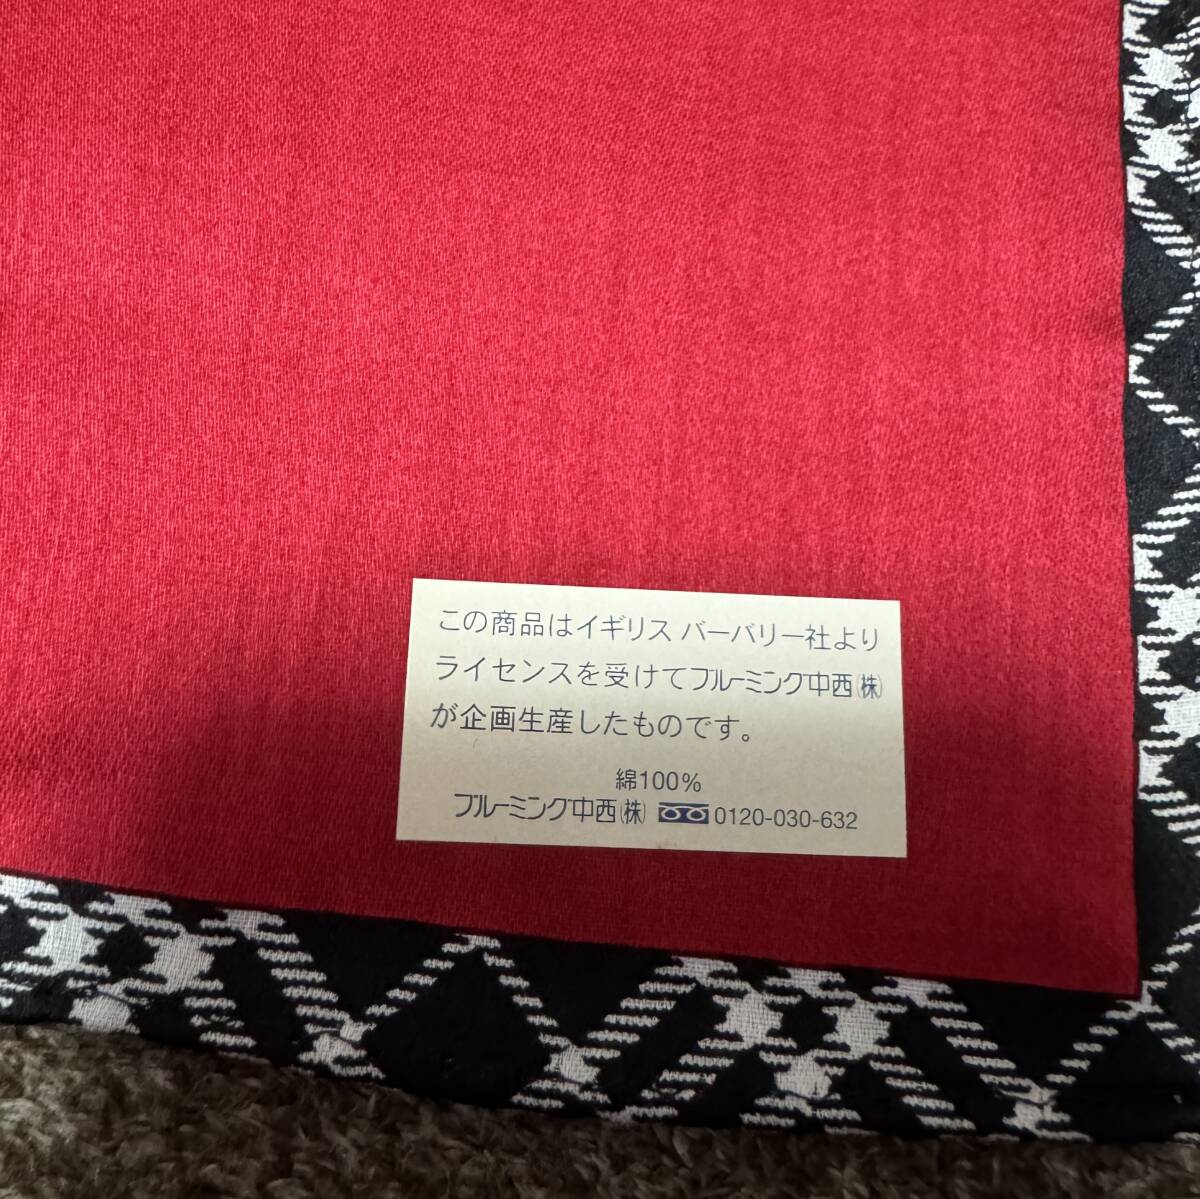 この商品はイギリス バーバリー社より
ライセンスを受けてブルーミング中西㈱
が企画生産したものです。
綿100%
ブルーミング中西㈱ 0120-030-632